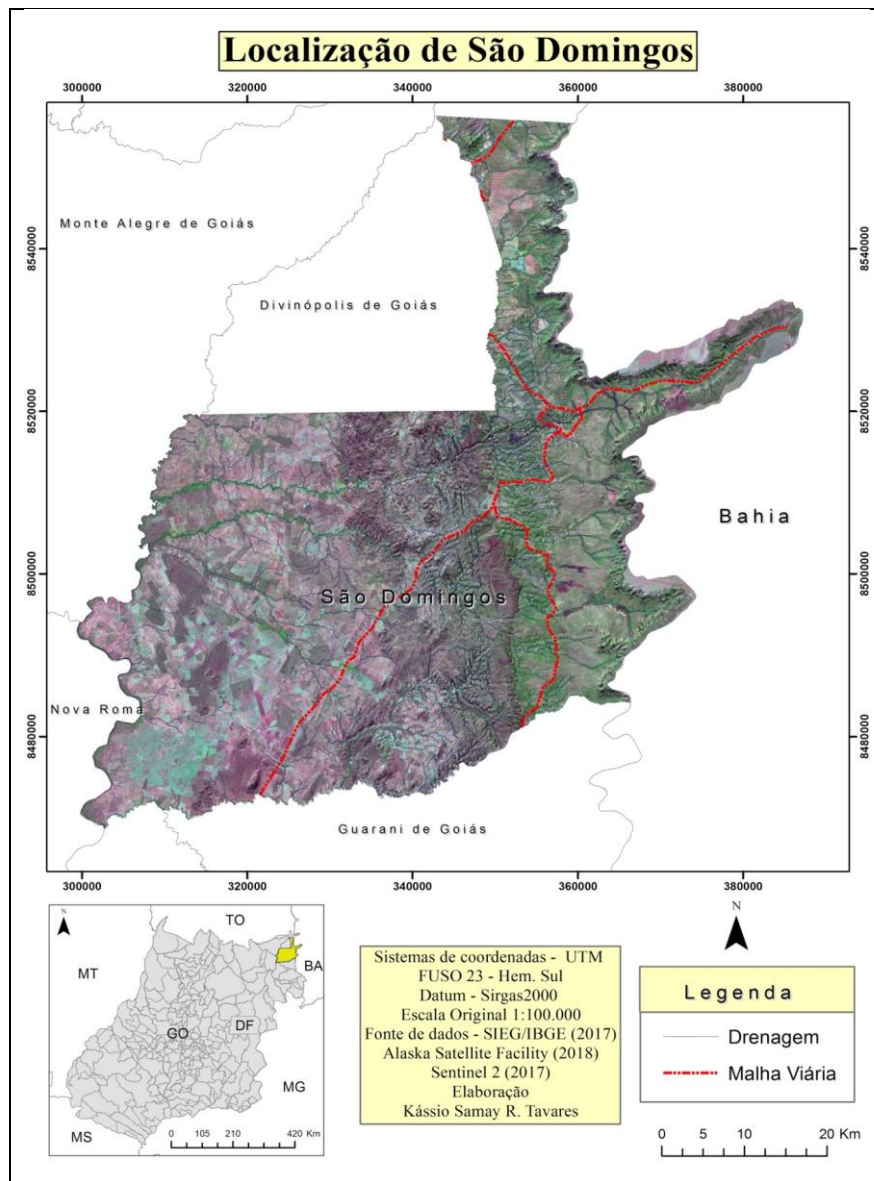 Localização de São Domingos
300000 320000 340000 360000 380000
8540000 8540000
Monte Alegre de Goiás
Divinópolis de Goiás
8520000 8520000
Bahia
8500000 8500000
São Domingos
Nova Roma
8480000 8480000
Guarani de Goiás
300000 320000 340000 360000 380000
N
N
TO
MT
BA
GO
DF
MG
MS
0 105 210 420 Km
Sistemas de coordenadas - UTM
FUSO 23 - Hem. Sul
Datum - Sirgas2000
Escala Original 1:100.000
Fonte de dados - SIEG/IBGE (2017)
Alaska Satellite Facility (2018)
Sentinel 2 (2017)
Elaboração
Kássio Samay R. Tavares
Legenda
Drenagem
Malha Viária
0 5 10 20 Km